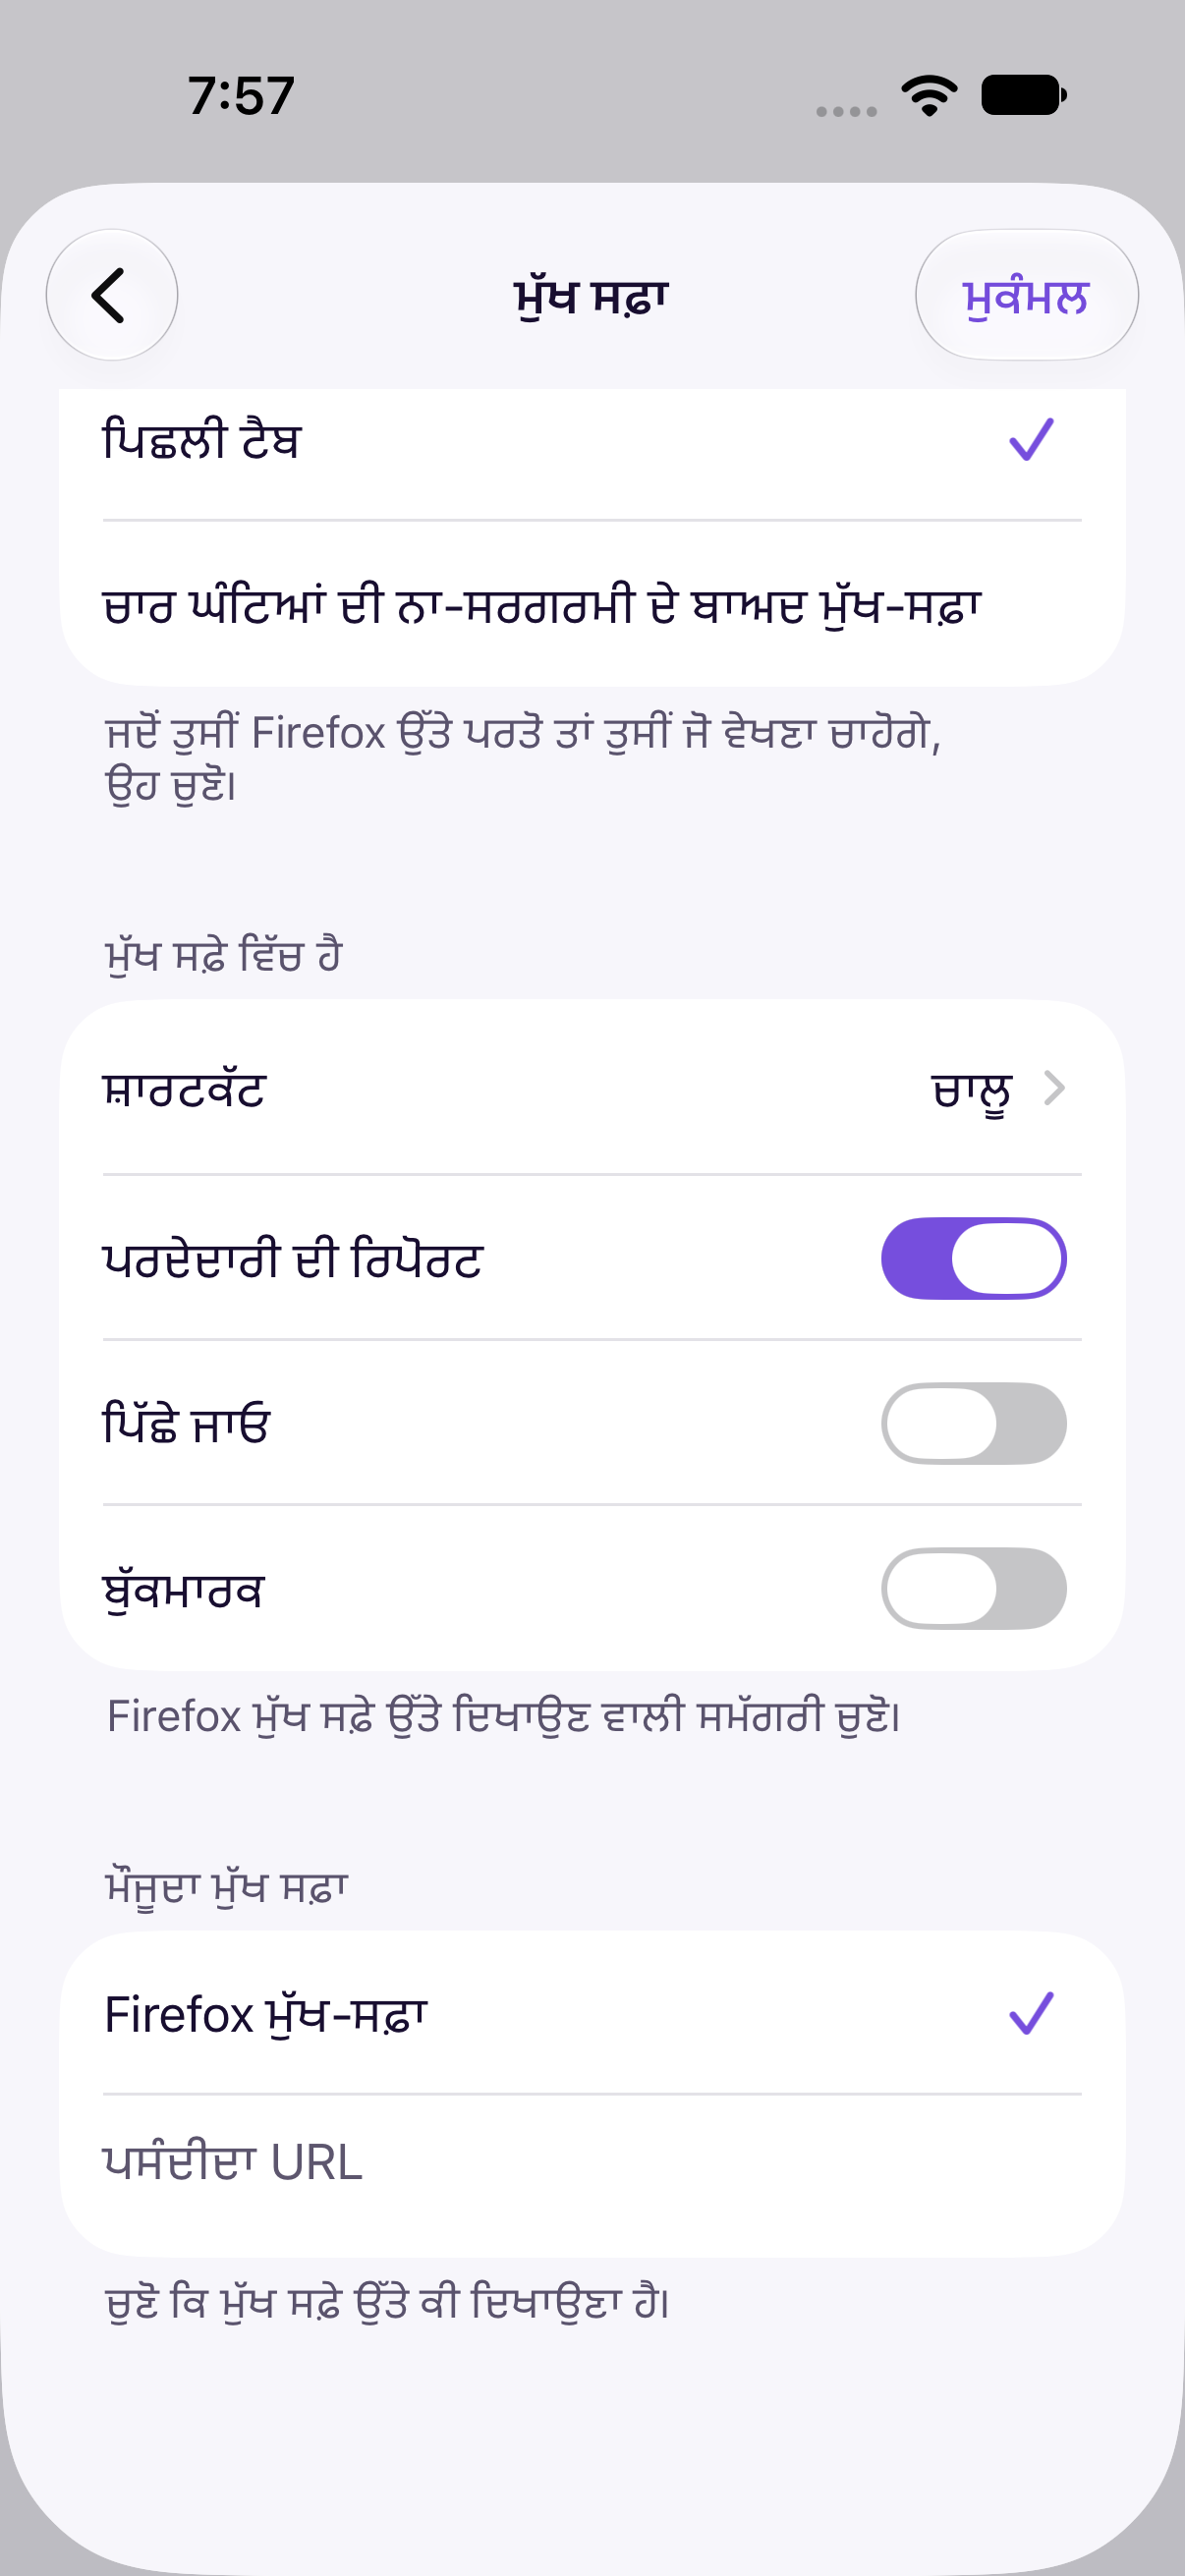 7:57
ਮੁੱਖ ਸਫ਼ਾ
ਮੁਕੰਮਲ
ਪਿਛਲੀ ਟੈਬ
ਚਾਰ ਘੰਟਿਆਂ ਦੀ ਨਾ-ਸਰਗਰਮੀ ਦੇ ਬਾਅਦ ਮੁੱਖ-ਸਫ਼ਾ
ਜਦੋਂ ਤੁਸੀਂ Firefox ਉੱਤੇ ਪਰਤੋ ਤਾਂ ਤੁਸੀਂ ਜੋ ਵੇਖਣਾ ਚਾਹੋਗੇ,
ਉਹ ਚੁਣੋ।
ਮੁੱਖ ਸਫ਼ੇ ਵਿੱਚ ਹੈ
ਸ਼ਾਰਟਕੱਟ ਚਾਲੂ
ਪਰਦੇਦਾਰੀ ਦੀ ਰਿਪੋਰਟ
ਪਿੱਛੇ ਜਾਓ
ਬੁੱਕਮਾਰਕ
Firefox ਮੁੱਖ ਸਫ਼ੇ ਉੱਤੇ ਦਿਖਾਉਣ ਵਾਲੀ ਸਮੱਗਰੀ ਚੁਣੋ।
ਮੌਜੂਦਾ ਮੁੱਖ ਸਫ਼ਾ
Firefox ਮੁੱਖ-ਸਫ਼ਾ
ਪਸੰਦੀਦਾ URL
ਚੁਣੋ ਕਿ ਮੁੱਖ ਸਫ਼ੇ ਉੱਤੇ ਕੀ ਦਿਖਾਉਣਾ ਹੈ।